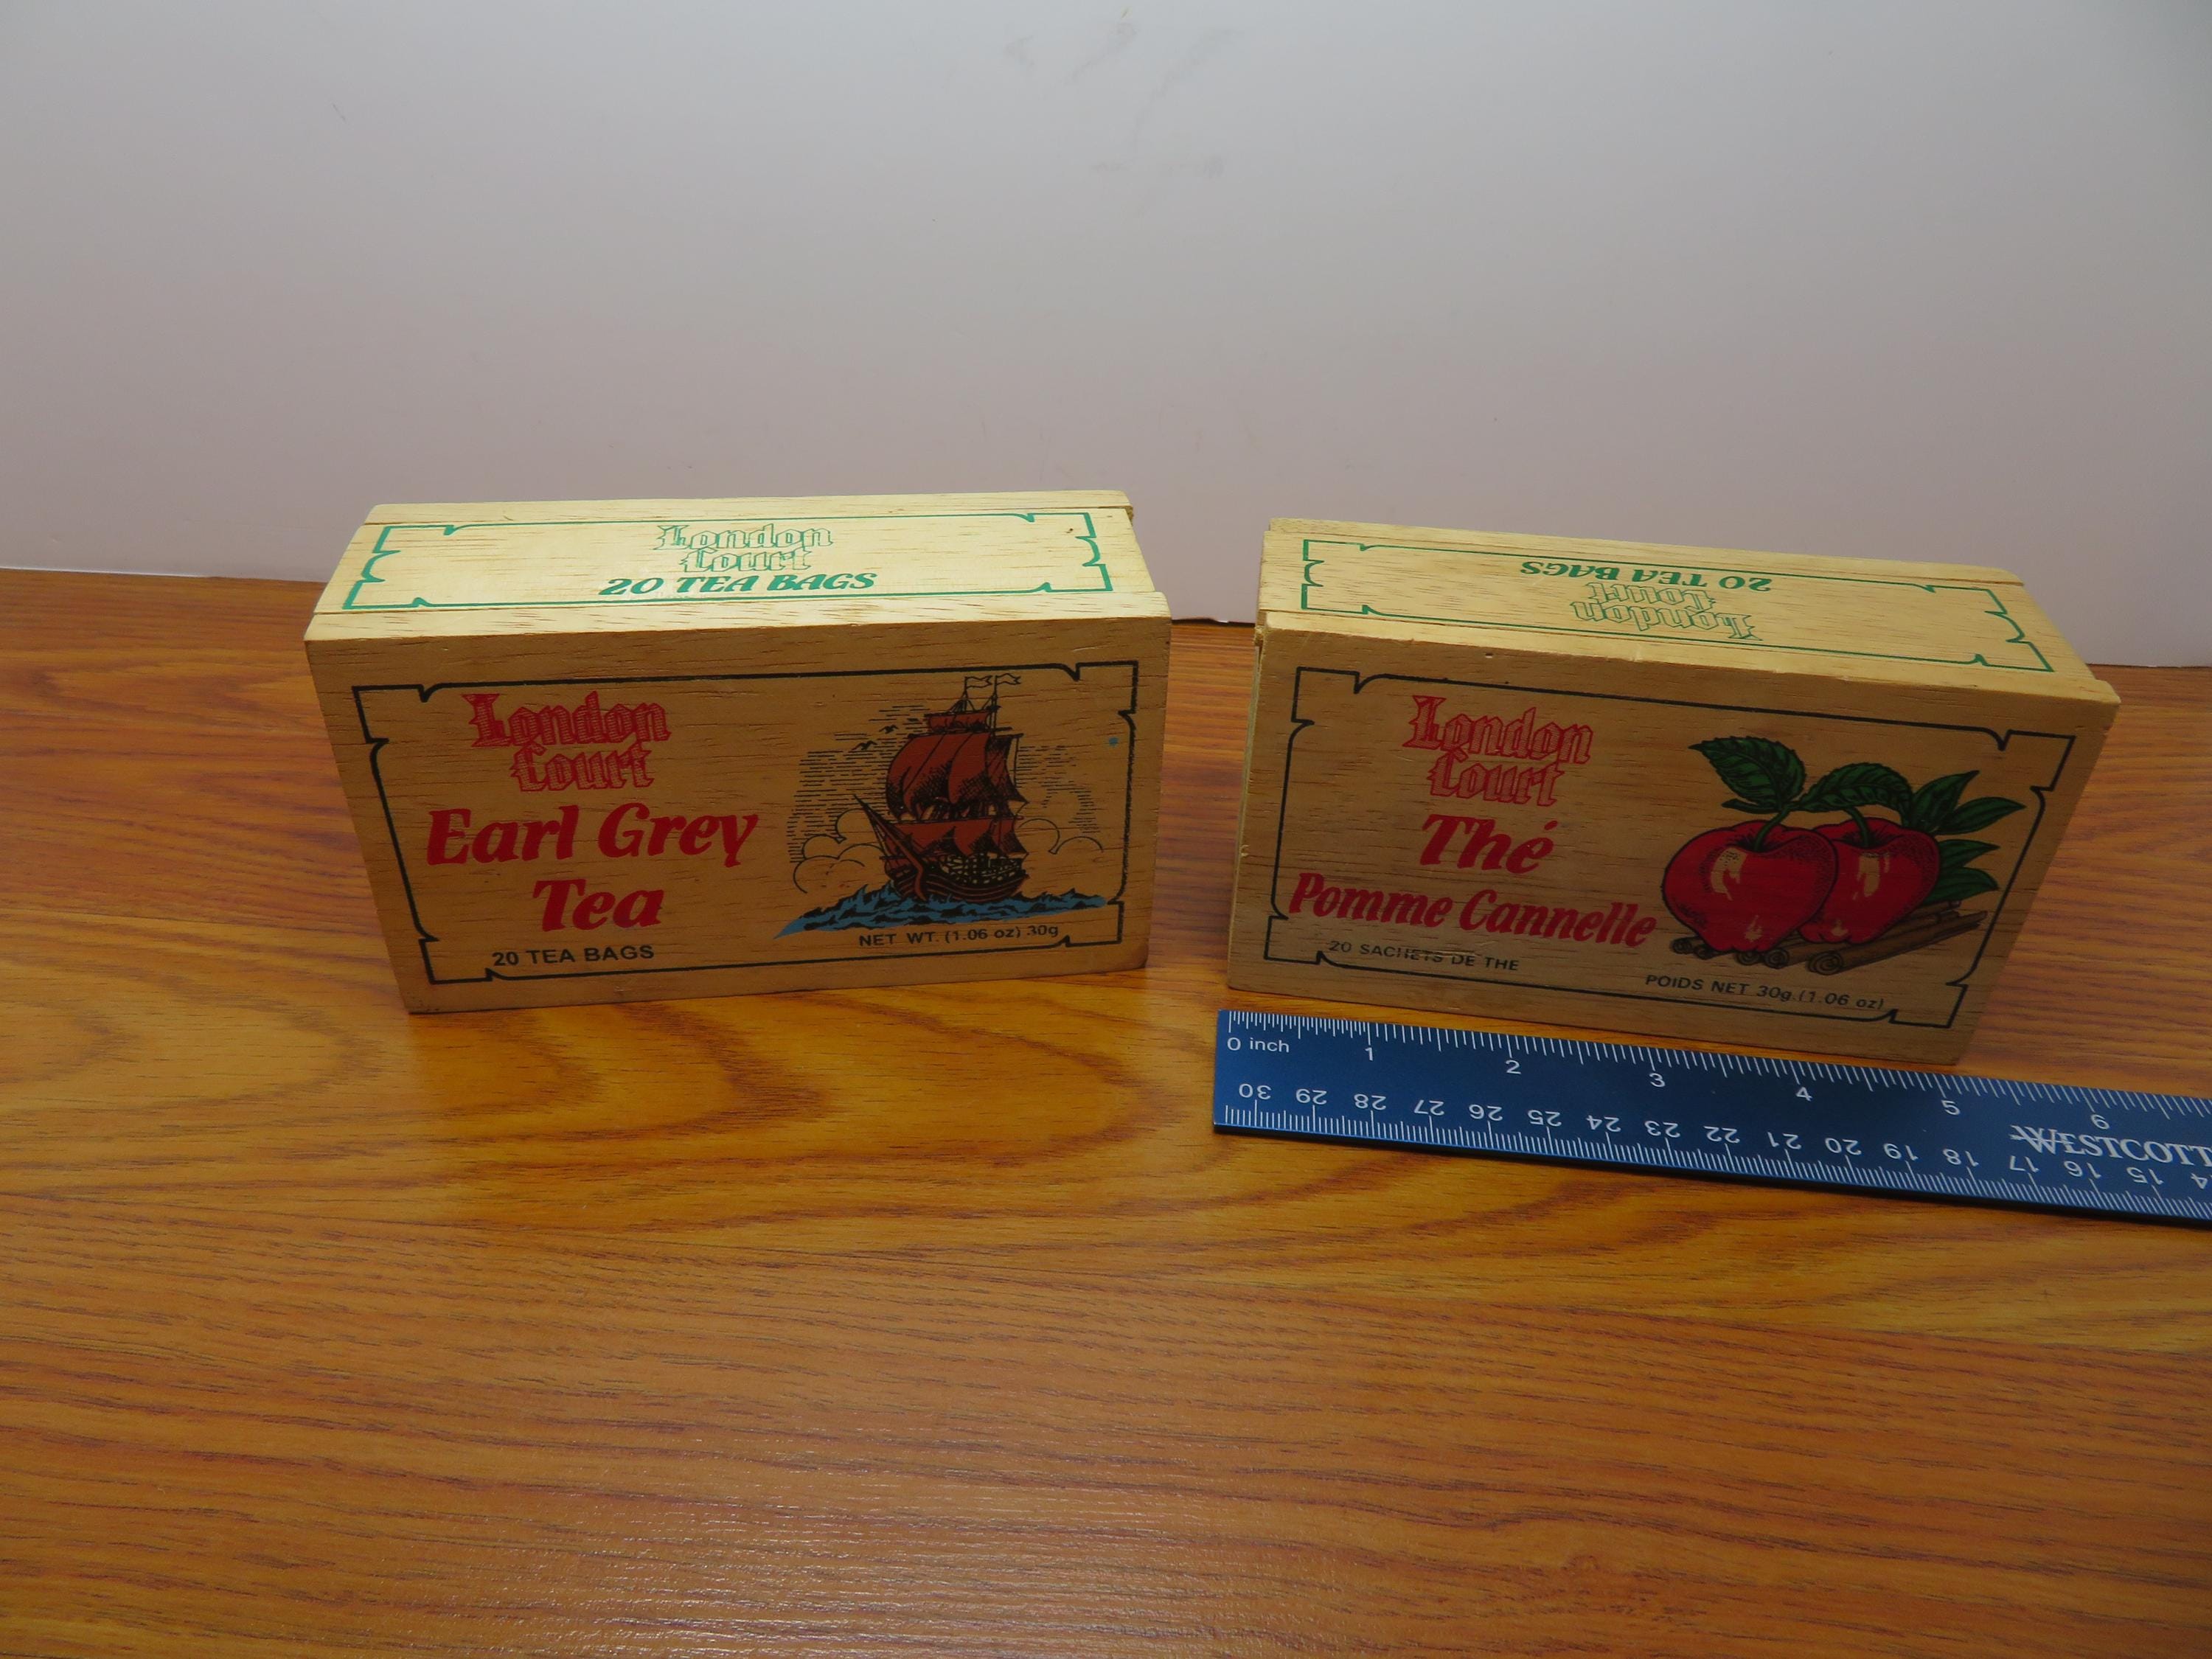 London
Court
20 TEA BAGS
London
Court
Earl Grey
Tea
20 TEA BAGS
NET WT. (1.06 oz) 30g
London
Court
20 TEA BAGS
London
Court
Thé
Pomme Cannelle
20 SACHETS DE THE
POIDS NET 30g (1.06 oz)
0 inch 1 2 3 4 5 6
30 29 28 27 26 25 24 23 22 21 20 19 18 17 16 15
WESTCOTT